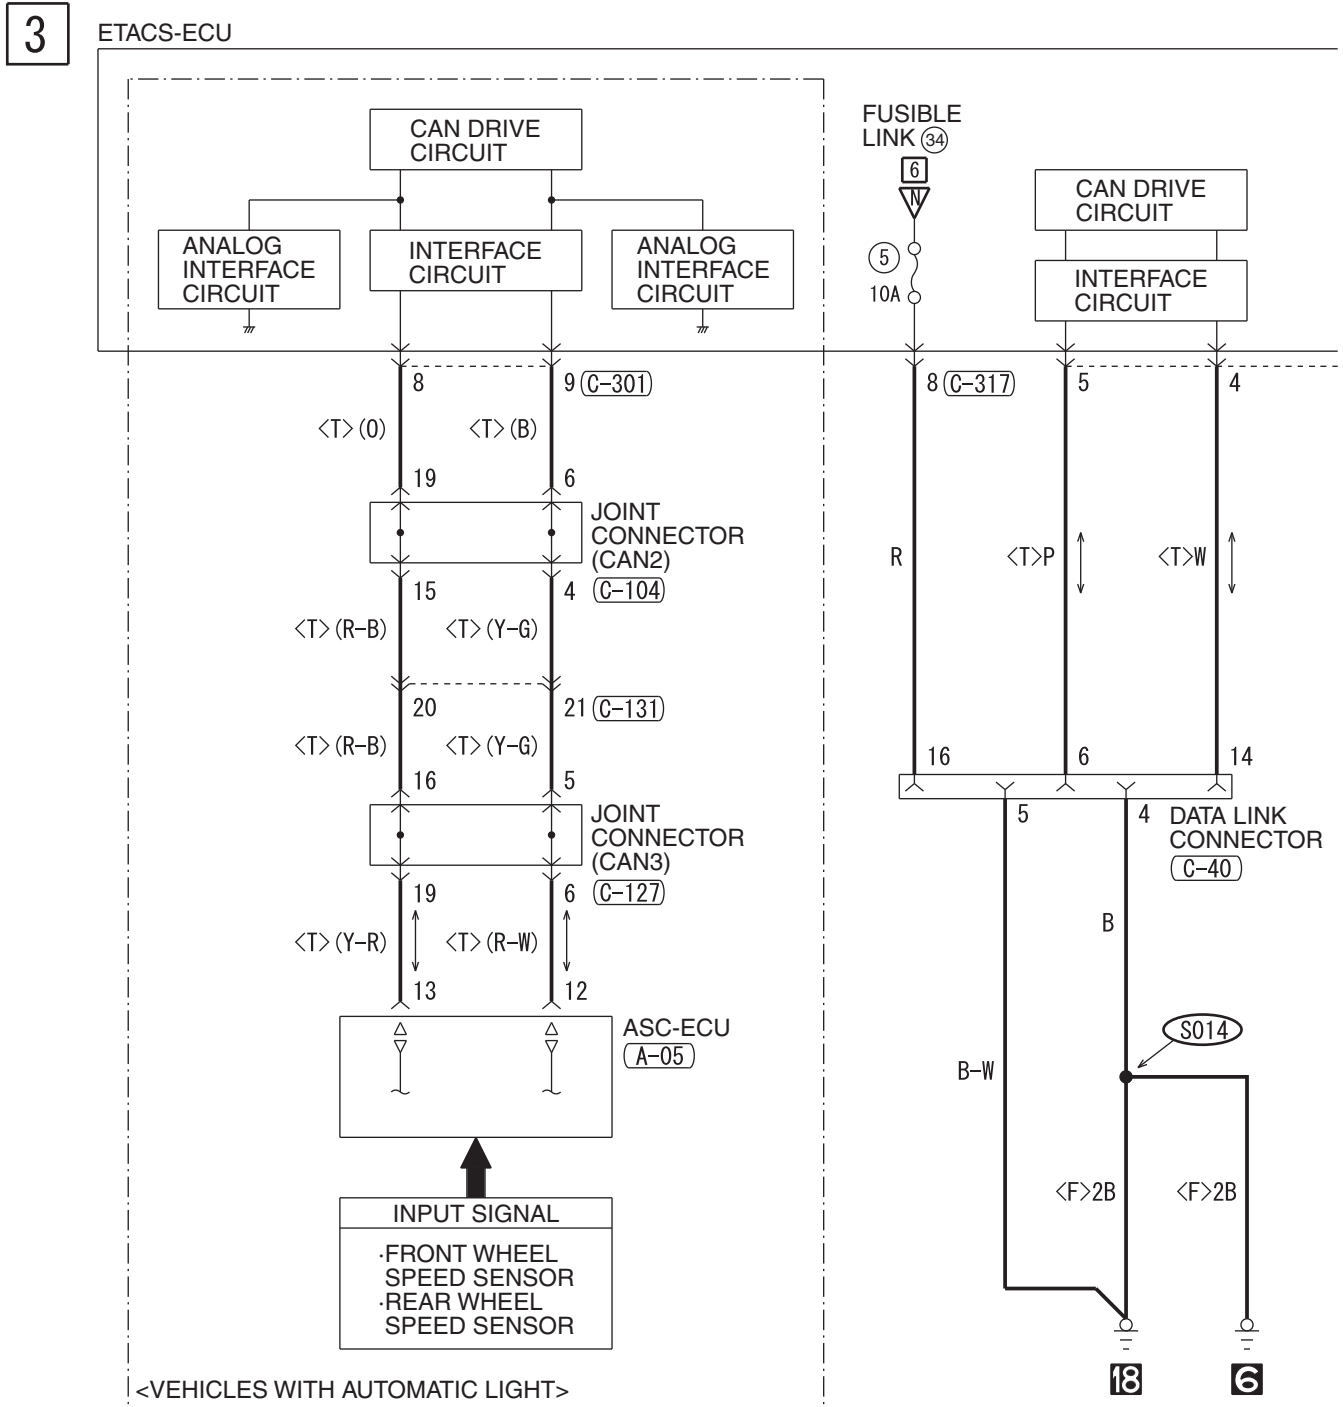 3
ETACS-ECU
CAN DRIVE
CIRCUIT
ANALOG
INTERFACE
CIRCUIT
INTERFACE
CIRCUIT
ANALOG
INTERFACE
CIRCUIT
FUSIBLE
LINK 34
6
N
5
10A
CAN DRIVE
CIRCUIT
INTERFACE
CIRCUIT
8
9 C-301
8 C-317
5
4
<T>(O)
<T>(B)
19
6
JOINT
CONNECTOR
(CAN2)
C-104
15
4
R
<T>P
<T>W
<T>(R-B)
<T>(Y-G)
20
21 C-131
<T>(R-B)
<T>(Y-G)
16
5
JOINT
CONNECTOR
(CAN3)
C-127
16
6
14
5
4
DATA LINK
CONNECTOR
C-40
19
6
<T>(Y-R)
<T>(R-W)
13
12
ASC-ECU
A-05
B
S014
B-W
<F>2B
<F>2B
INPUT SIGNAL
·FRONT WHEEL
SPEED SENSOR
·REAR WHEEL
SPEED SENSOR
18
6
<VEHICLES WITH AUTOMATIC LIGHT>